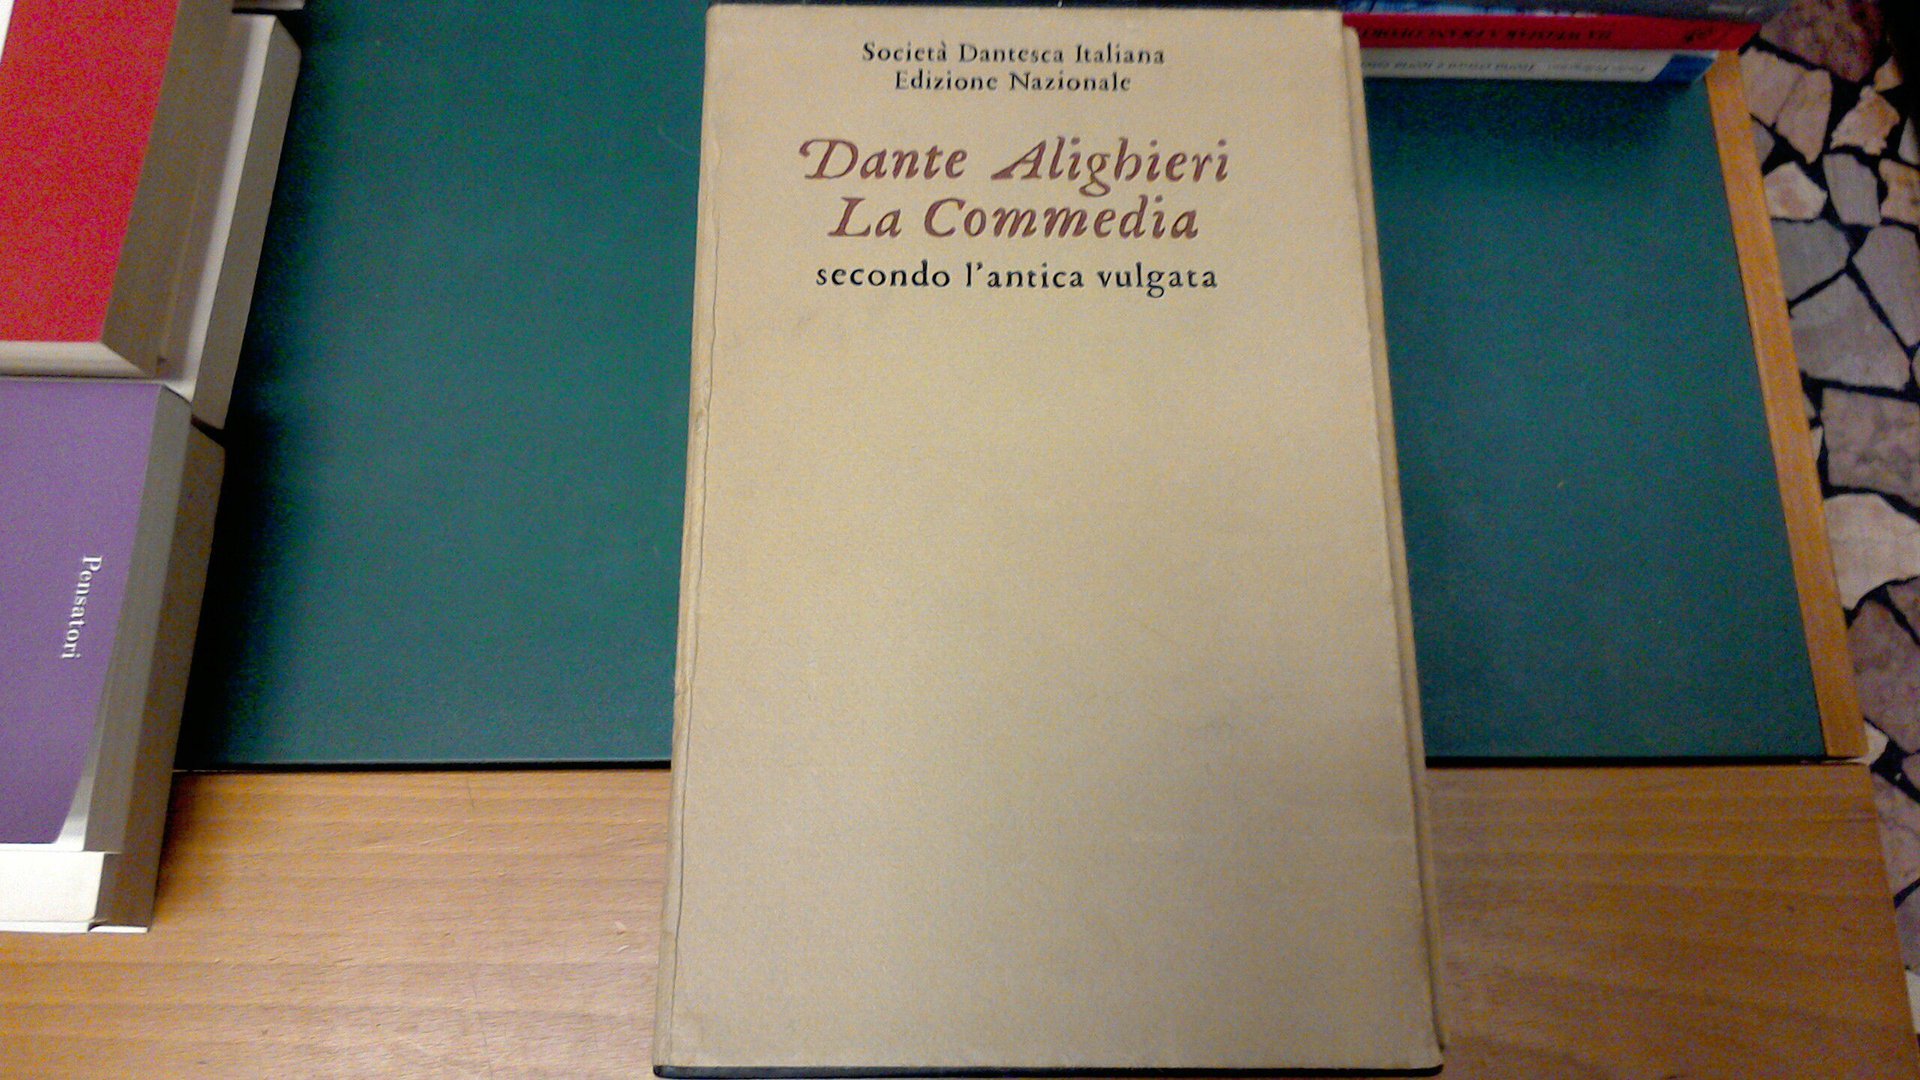 Società Dantesca Italiana
Edizione Nazionale
Dante Alighieri
La Commedia
secondo l'antica vulgata
Pensatori